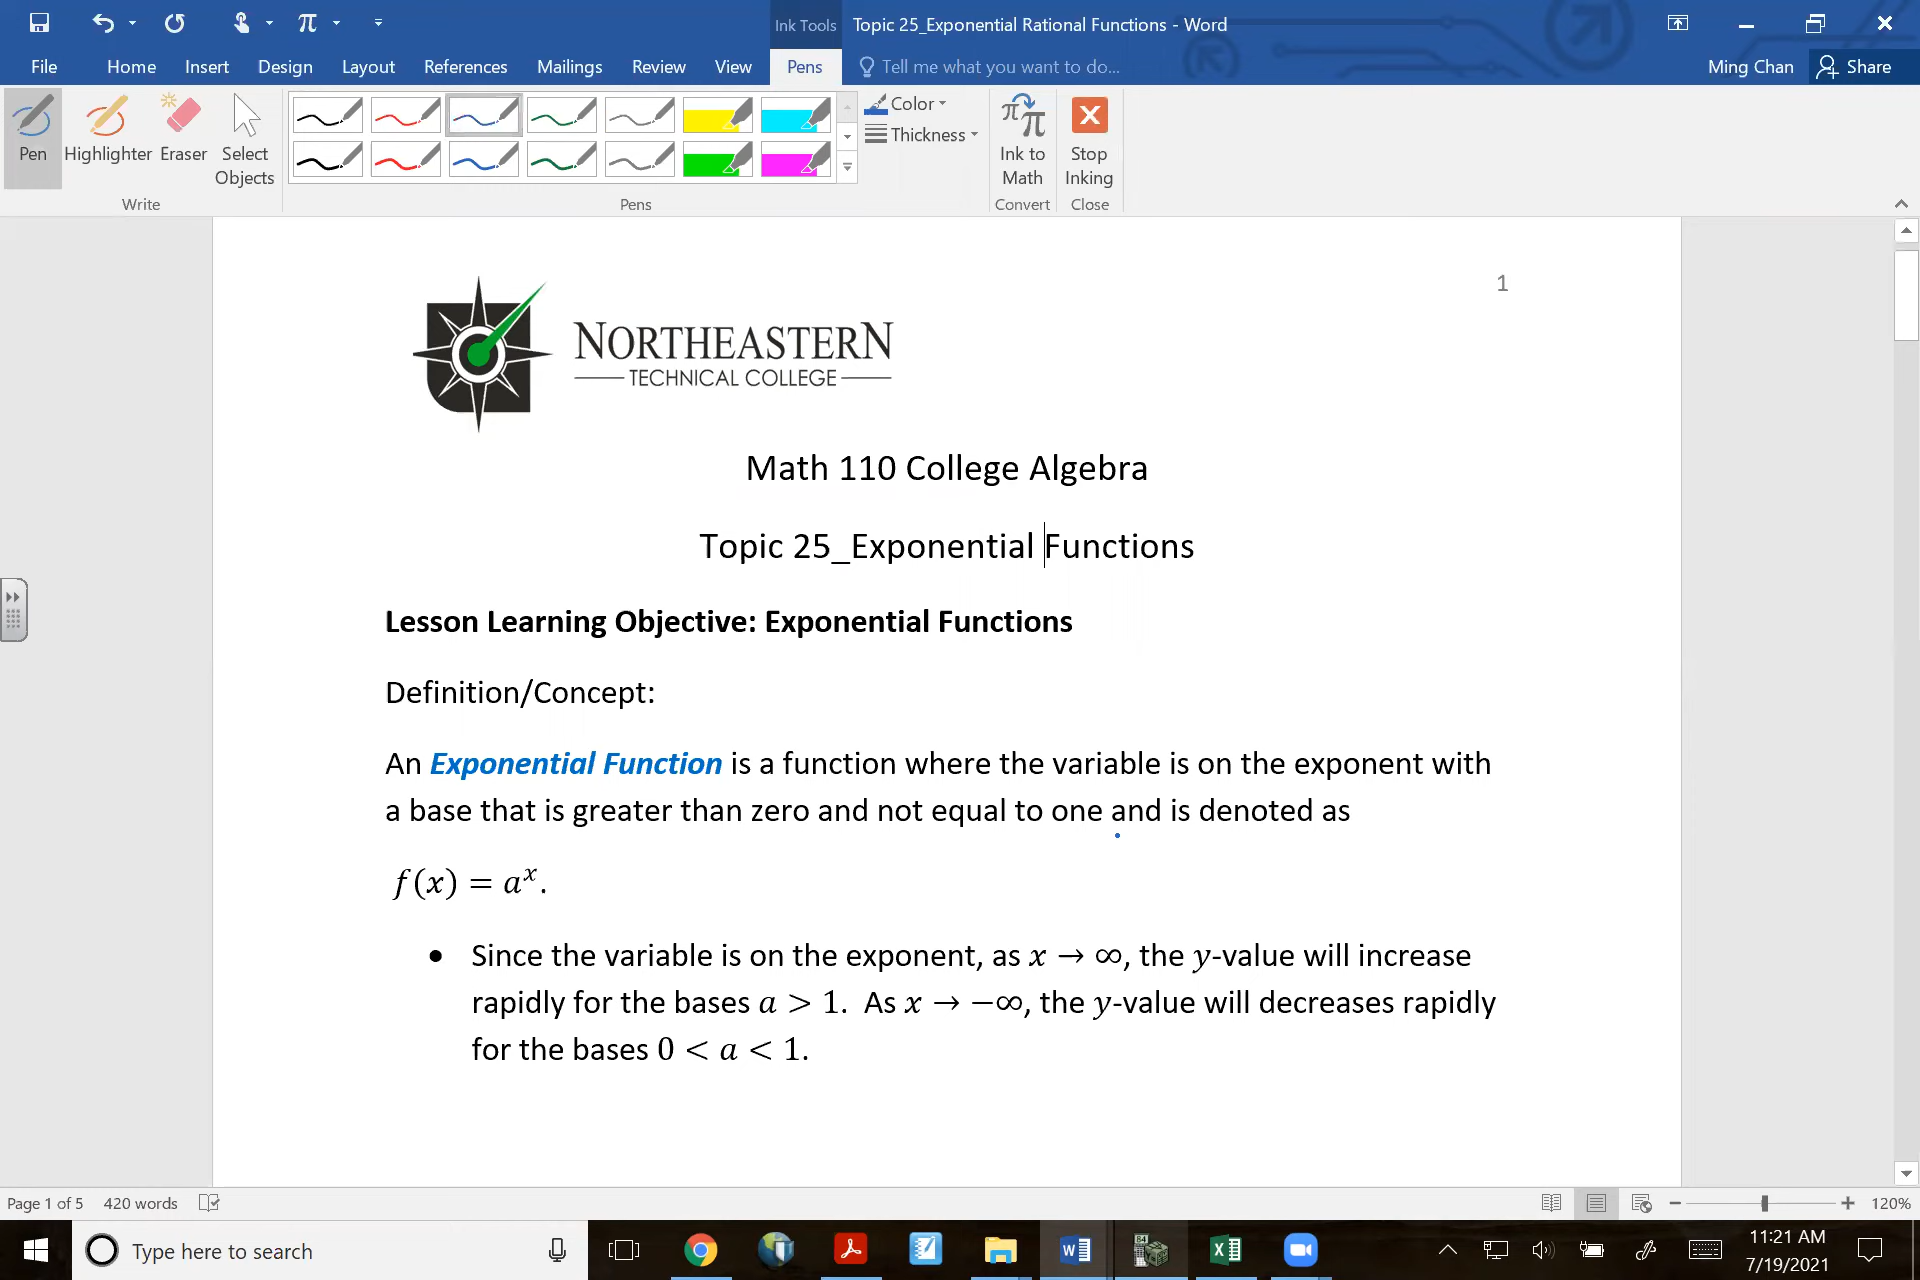 Ink Tools
Topic 25_Exponential Rational Functions - Word
File Home Insert Design Layout References Mailings Review View Pens Tell me what you want to do... Ming Chan Share
Pen Highlighter Eraser Select Objects
Color
Thickness
Ink to Math
Stop Inking
Write Pens Convert Close
1
NORTHEASTERN
TECHNICAL COLLEGE
Math 110 College Algebra
Topic 25_Exponential Functions
Lesson Learning Objective: Exponential Functions
Definition/Concept:
An Exponential Function is a function where the variable is on the exponent with
a base that is greater than zero and not equal to one and is denoted as
f(x) = aˣ.
• Since the variable is on the exponent, as x → ∞, the y-value will increase
rapidly for the bases a > 1. As x → −∞, the y-value will decreases rapidly
for the bases 0 < a < 1.
Page 1 of 5 420 words 120%
Type here to search
84
11:21 AM
7/19/2021